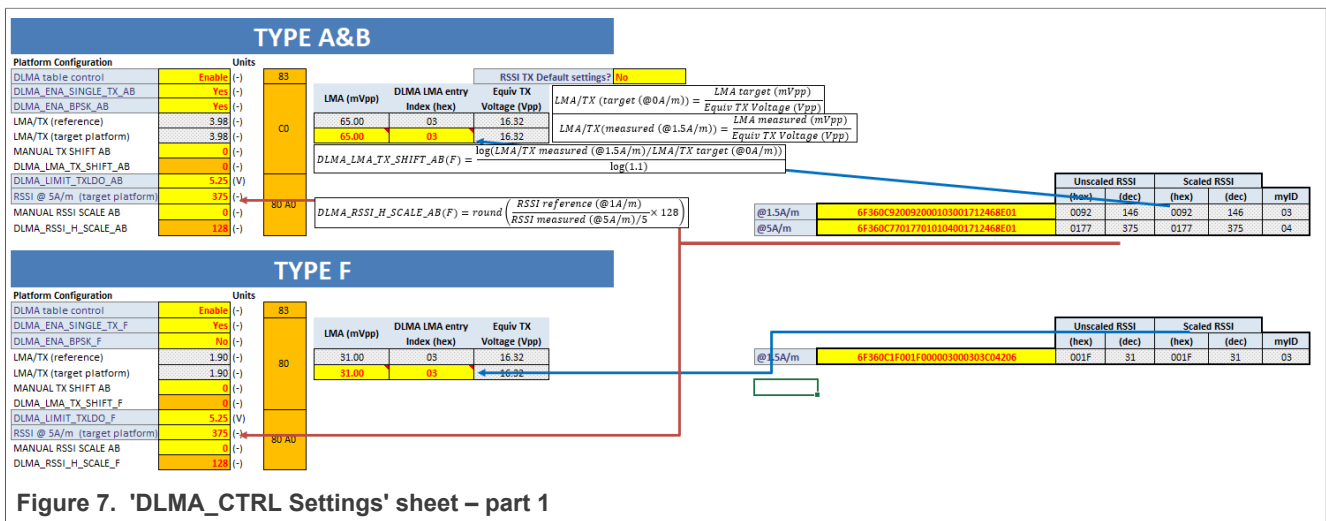 TYPE A&B
Platform Configuration Units
DLMA table control Enable (-) 83 RSSI TX Default settings? No
DLMA_ENA_SINGLE_TX_AB Yes (-)
DLMA_ENA_BPSK_AB Yes (-)
LMA/TX (reference) 3.98 (-)
LMA/TX (target platform) 3.98 (-)
MANUAL TX SHIFT AB 0 (-)
DLMA_LMA_TX_SHIFT_AB 0 (-)
C0
DLMA_LIMIT_TXLDO_AB 5.25 (V)
RSSI @ 5A/m (target platform) 375 (-)
MANUAL RSSI SCALE AB 0 (-)
DLMA_RSSI_H_SCALE_AB 128 (-)
80 A0
LMA (mVpp) DLMA LMA entry Index (hex) Equiv TX Voltage (Vpp)
65.00 03 16.32
65.00 03 16.32
LMA/TX (target (@0A/m)) = LMA target (mVpp) / Equiv TX Voltage (Vpp)
LMA/TX(measured (@1.5A/m)) = LMA measured (mVpp) / Equiv TX Voltage (Vpp)
DLMA_LMA_TX_SHIFT_AB(F) = log(LMA/TX measured (@1.5A/m)/LMA/TX target (@0A/m)) / log(1.1)
DLMA_RSSI_H_SCALE_AB(F) = round ( RSSI reference (@1A/m) / RSSI measured (@5A/m)/5 × 128 )
Unscaled RSSI Scaled RSSI
(hex) (dec) (hex) (dec) myID
@1.5A/m 6F360C920092000103001712468E01 0092 146 0092 146 03
@5A/m 6F360C770177010104001712468E01 0177 375 0177 375 04
TYPE F
Platform Configuration Units
DLMA table control Enable (-) 83
DLMA_ENA_SINGLE_TX_F Yes (-)
DLMA_ENA_BPSK_F No (-)
LMA/TX (reference) 1.90 (-)
LMA/TX (target platform) 1.90 (-)
MANUAL TX SHIFT AB 0 (-)
DLMA_LMA_TX_SHIFT_F 0 (-)
80
DLMA_LIMIT_TXLDO_F 5.25 (V)
RSSI @ 5A/m (target platform) 375 (-)
MANUAL RSSI SCALE AB 0 (-)
DLMA_RSSI_H_SCALE_F 128 (-)
80 A0
LMA (mVpp) DLMA LMA entry Index (hex) Equiv TX Voltage (Vpp)
31.00 03 16.32
31.00 03 16.32
Unscaled RSSI Scaled RSSI
(hex) (dec) (hex) (dec) myID
@1.5A/m 6F360C1F001F000003000303C04206 001F 31 001F 31 03
Figure 7. 'DLMA_CTRL Settings' sheet – part 1